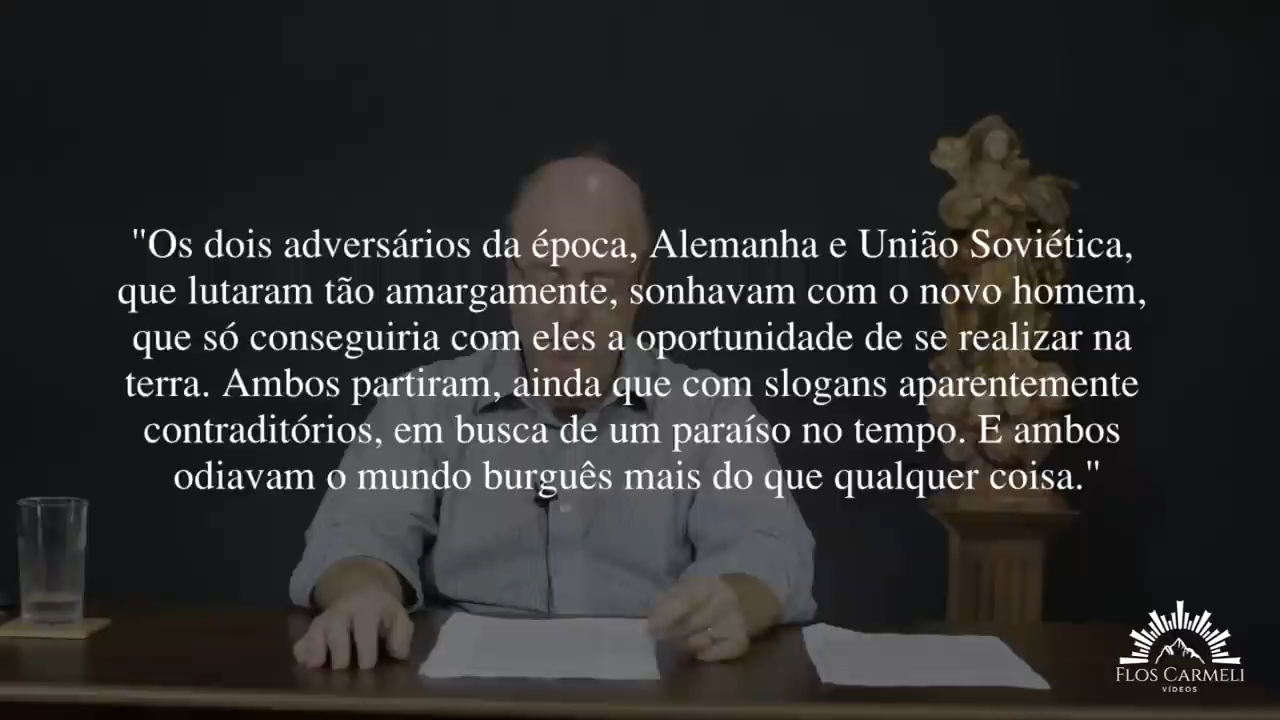 "Os dois adversários da época, Alemanha e União Soviética,
que lutaram tão amargamente, sonhavam com o novo homem,
que só conseguiria com eles a oportunidade de se realizar na
terra. Ambos partiram, ainda que com slogans aparentemente
contraditórios, em busca de um paraíso no tempo. E ambos
odiavam o mundo burguês mais do que qualquer coisa."
FLOS CARMELI
VÍDEOS